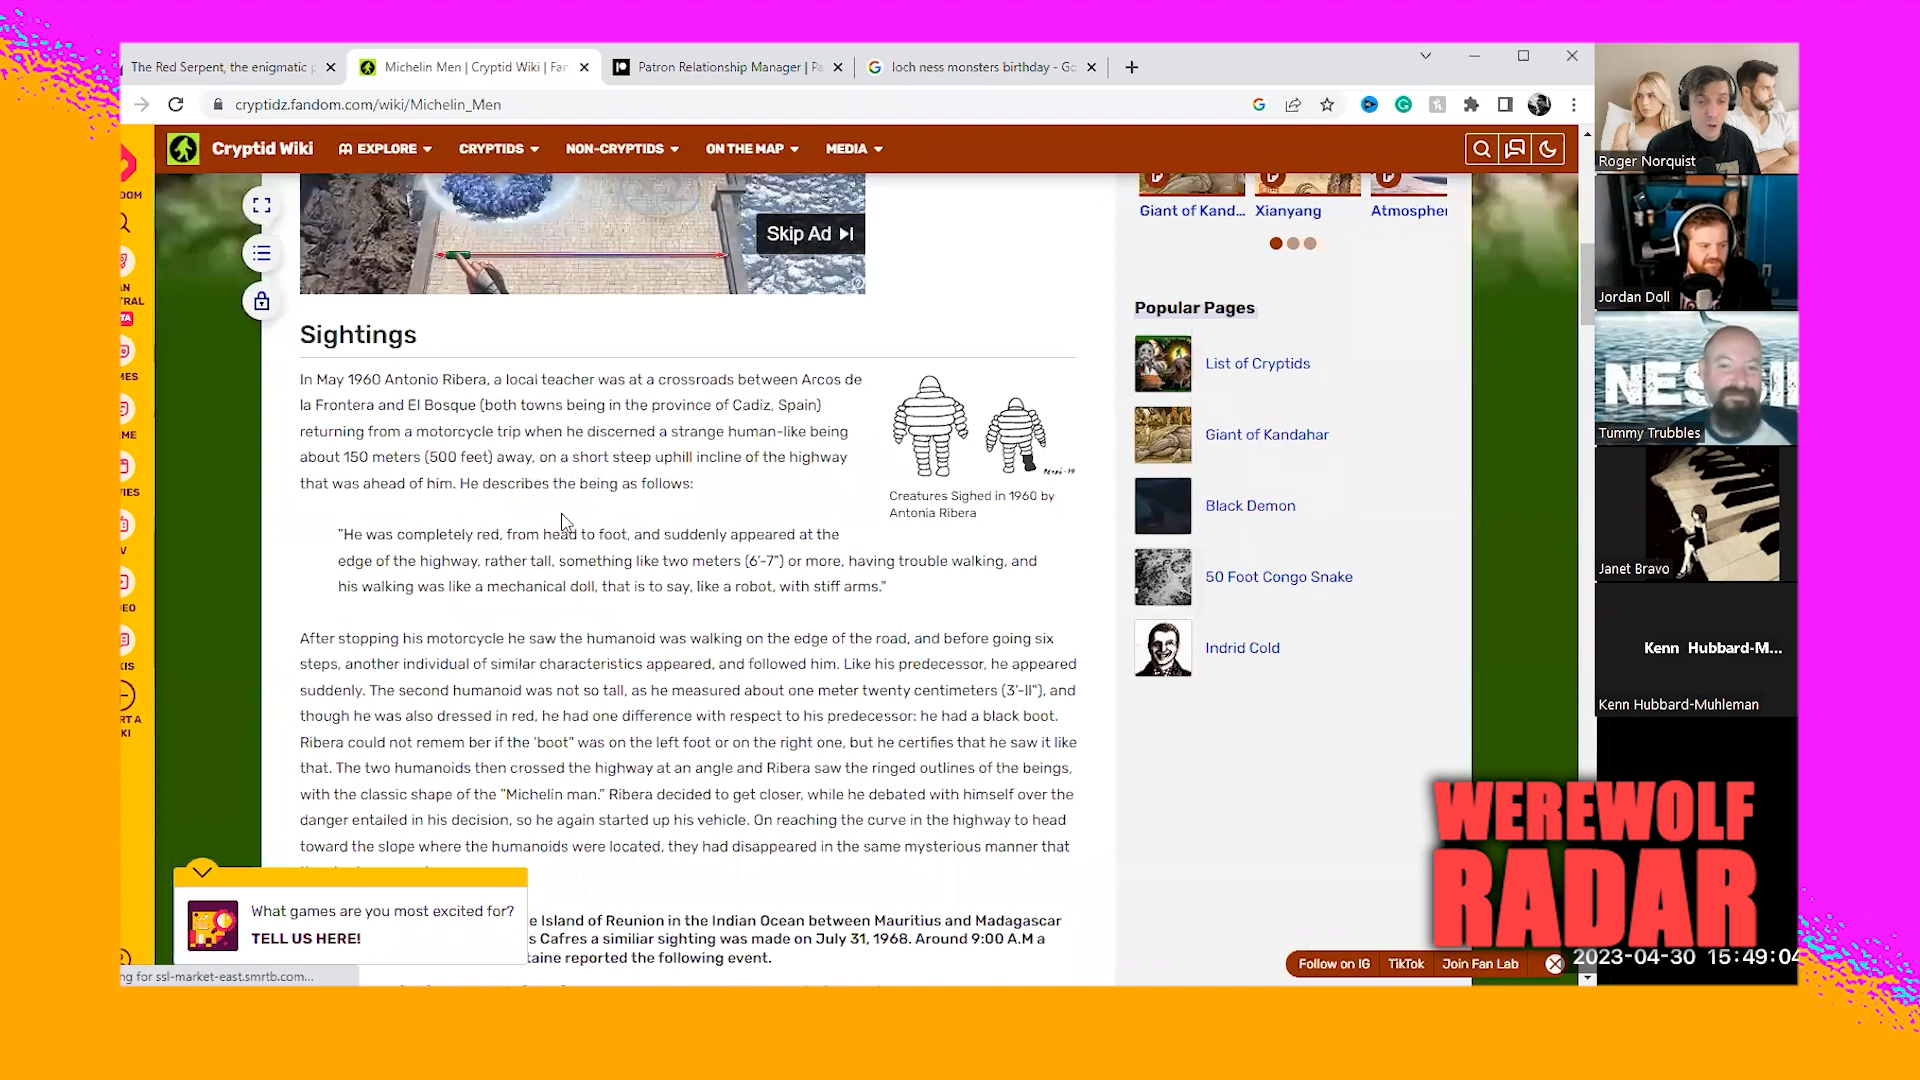 The Red Serpent, the enigmatic p
Michelin Men | Cryptid Wiki | Fan
Patron Relationship Manager | Pa
loch ness monsters birthday - Go
cryptidz.fandom.com/wiki/Michelin_Men
Cryptid Wiki
EXPLORE
CRYPTIDS
NON-CRYPTIDS
ON THE MAP
MEDIA
Skip Ad
Giant of Kand...
Xianyang
Atmospher
Sightings
In May 1960 Antonio Ribera, a local teacher was at a crossroads between Arcos de
la Frontera and El Bosque (both towns being in the province of Cadiz, Spain)
returning from a motorcycle trip when he discerned a strange human-like being
about 150 meters (500 feet) away, on a short steep uphill incline of the highway
that was ahead of him. He describes the being as follows:
Creatures Sighed in 1960 by
Antonia Ribera
"He was completely red, from head to foot, and suddenly appeared at the
edge of the highway, rather tall, something like two meters (6'-7") or more, having trouble walking, and
his walking was like a mechanical doll, that is to say, like a robot, with stiff arms."
After stopping his motorcycle he saw the humanoid was walking on the edge of the road, and before going six
steps, another individual of similar characteristics appeared, and followed him. Like his predecessor, he appeared
suddenly. The second humanoid was not so tall, as he measured about one meter twenty centimeters (3'-ll"), and
though he was also dressed in red, he had one difference with respect to his predecessor: he had a black boot.
Ribera could not remem ber if the 'boot" was on the left foot or on the right one, but he certifies that he saw it like
that. The two humanoids then crossed the highway at an angle and Ribera saw the ringed outlines of the beings,
with the classic shape of the "Michelin man." Ribera decided to get closer, while he debated with himself over the
danger entailed in his decision, so he again started up his vehicle. On reaching the curve in the highway to head
toward the slope where the humanoids were located, they had disappeared in the same mysterious manner that
What games are you most excited for?
TELL US HERE!
e Island of Reunion in the Indian Ocean between Mauritius and Madagascar
s Cafres a similiar sighting was made on July 31, 1968. Around 9:00 A.M a
taine reported the following event.
ng for ssl-market-east.smrtb.com...
Popular Pages
List of Cryptids
Giant of Kandahar
Black Demon
50 Foot Congo Snake
Indrid Cold
Follow on IG
TikTok
Join Fan Lab
Roger Norquist
Jordan Doll
Tummy Trubbles
Janet Bravo
Kenn Hubbard-M...
Kenn Hubbard-Muhleman
WEREWOLF
RADAR
2023-04-30 15:49:04